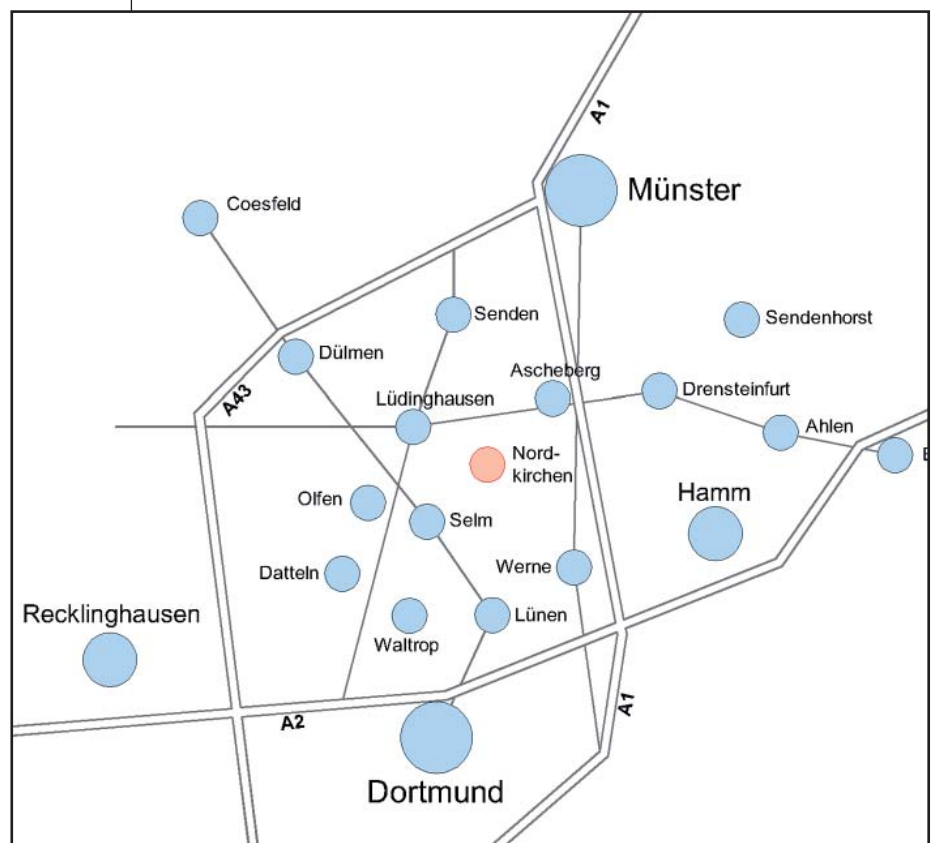 A1
Münster
Coesfeld
Senden
Sendenhorst
Dülmen
Ascheberg
Drensteinfurt
A43
Lüdinghausen
Ahlen
Nord-
kirchen
Hamm
Olfen
Selm
Werne
Datteln
Recklinghausen
Lünen
Waltrop
A2
A1
Dortmund